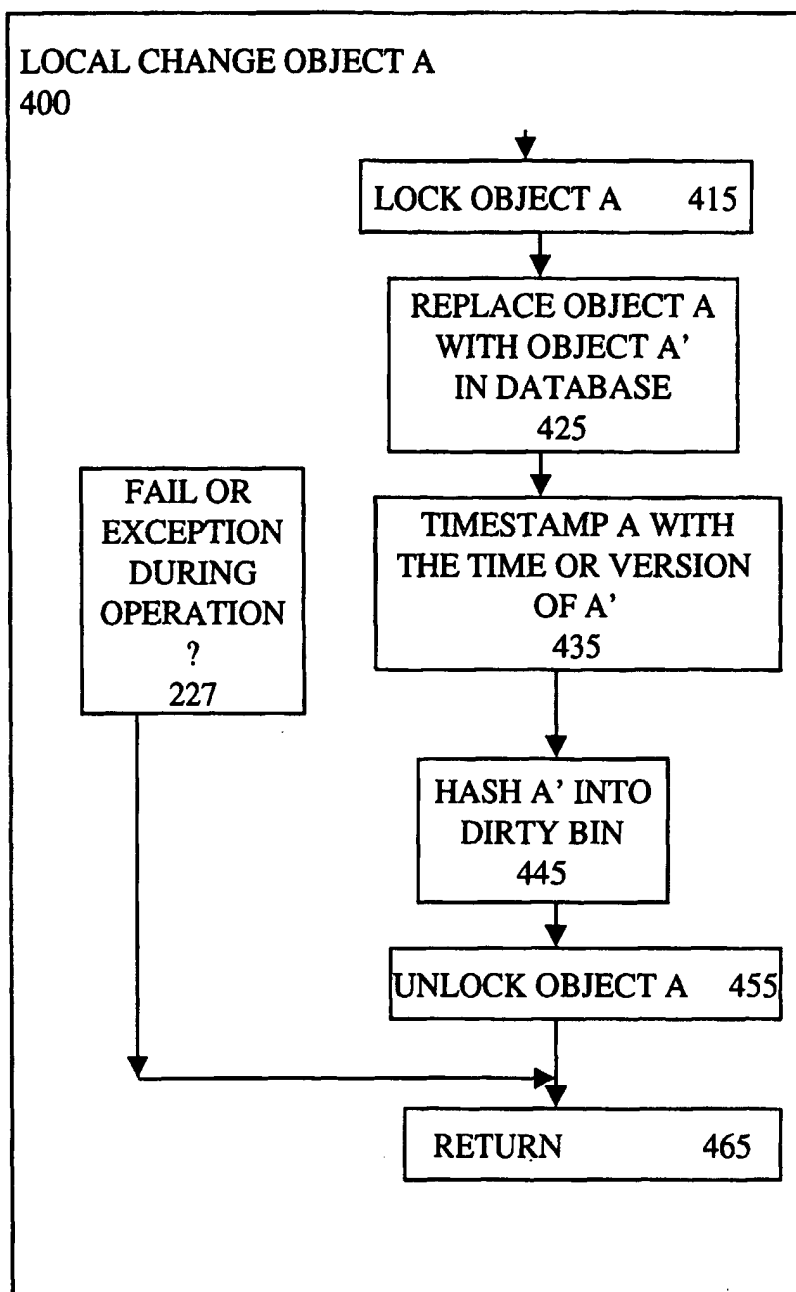 LOCAL CHANGE OBJECT A
400
LOCK OBJECT A 415
REPLACE OBJECT A
WITH OBJECT A'
IN DATABASE
425
FAIL OR
EXCEPTION
DURING
OPERATION
?
227
TIMESTAMP A WITH
THE TIME OR VERSION
OF A'
435
HASH A' INTO
DIRTY BIN
445
UNLOCK OBJECT A 455
RETURN 465